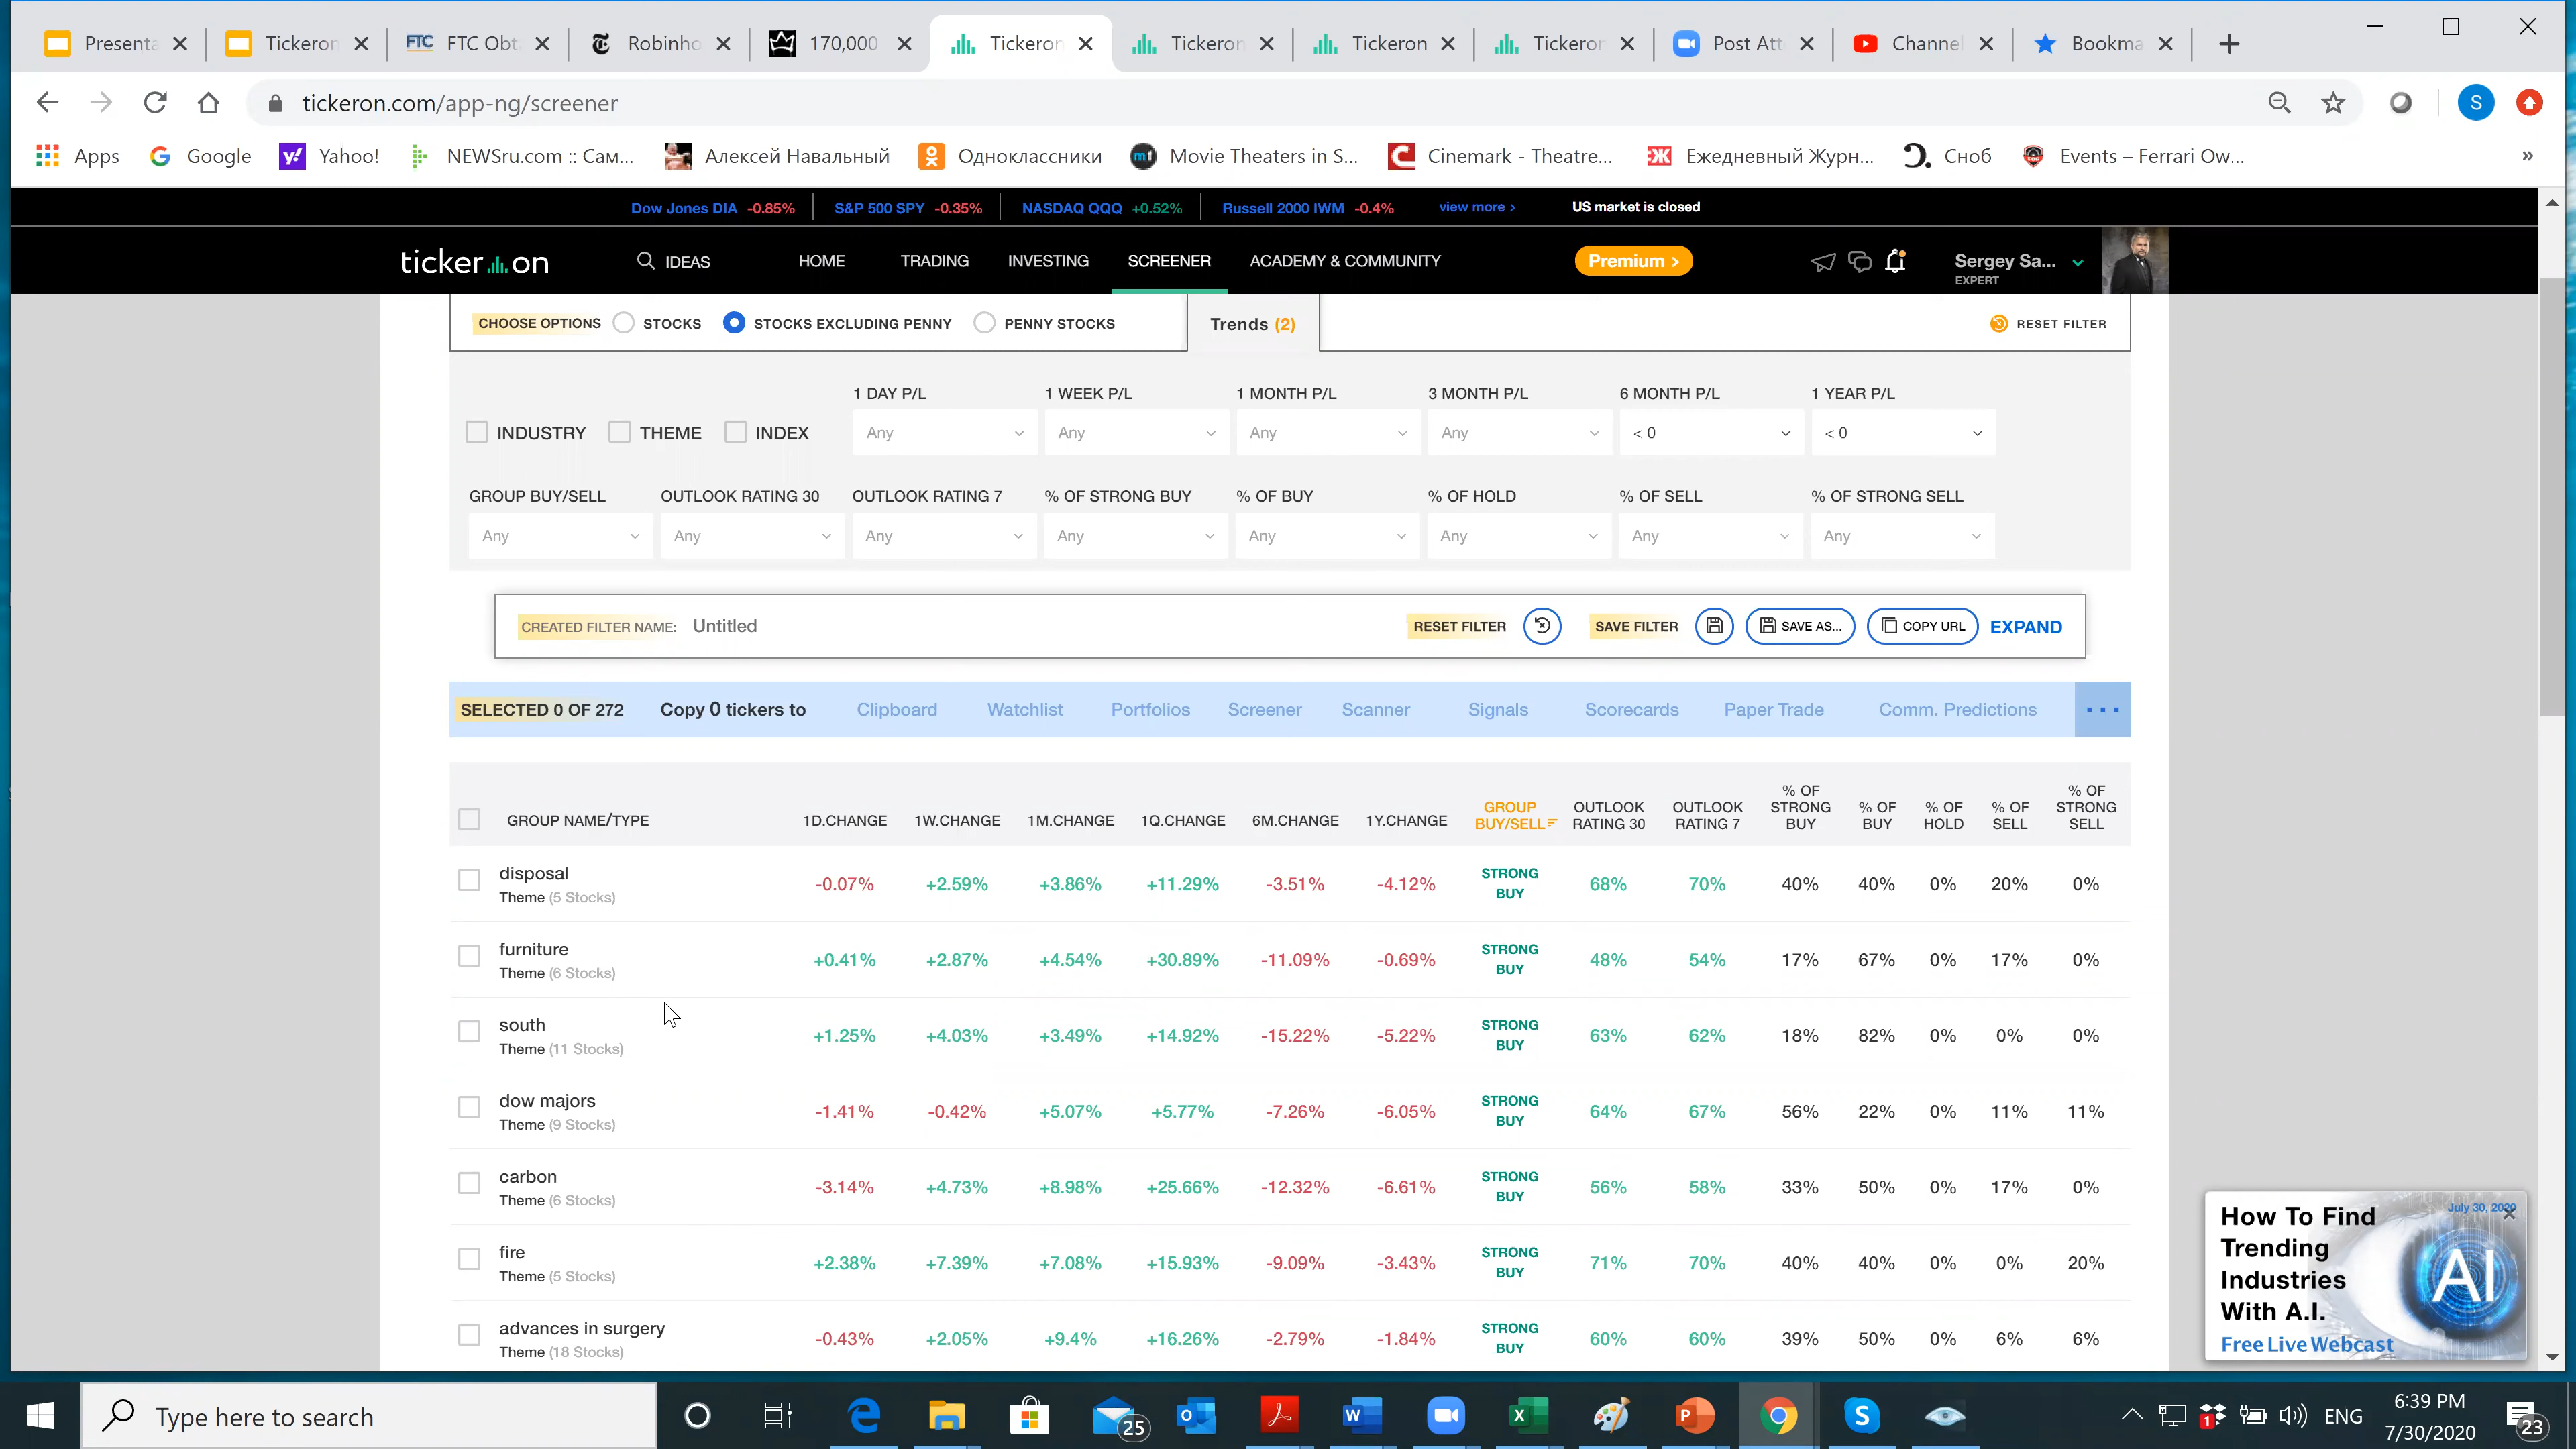 Presenta
Tickeron
FTC Obt
Robinho
170,000
Tickeron
Tickeron
Tickeron
Tickeron
Post Att
Channel
Bookma
tickeron.com/app-ng/screener
S
Apps
Google
Yahoo!
NEWSru.com :: Сам...
Алексей Навальный
Одноклассники
Movie Theaters in S...
Cinemark - Theatre...
Ежедневный Журн...
Сноб
Events – Ferrari Ow...
»
Dow Jones DIA -0.85%
S&P 500 SPY -0.35%
NASDAQ QQQ +0.52%
Russell 2000 IWM -0.4%
view more >
US market is closed
tickeron
IDEAS
HOME
TRADING
INVESTING
SCREENER
ACADEMY & COMMUNITY
Premium >
Sergey Sa...
EXPERT
CHOOSE OPTIONS
STOCKS
STOCKS EXCLUDING PENNY
PENNY STOCKS
Trends (2)
RESET FILTER
INDUSTRY
THEME
INDEX
1 DAY P/L 1 WEEK P/L 1 MONTH P/L 3 MONTH P/L 6 MONTH P/L 1 YEAR P/L
Any Any Any Any < 0 < 0
GROUP BUY/SELL OUTLOOK RATING 30 OUTLOOK RATING 7 % OF STRONG BUY % OF BUY % OF HOLD % OF SELL % OF STRONG SELL
Any Any Any Any Any Any Any Any
CREATED FILTER NAME: Untitled
RESET FILTER
SAVE FILTER
SAVE AS...
COPY URL
EXPAND
SELECTED 0 OF 272
Copy 0 tickers to
Clipboard
Watchlist
Portfolios
Screener
Scanner
Signals
Scorecards
Paper Trade
Comm. Predictions
...
GROUP NAME/TYPE
1D.CHANGE
1W.CHANGE
1M.CHANGE
1Q.CHANGE
6M.CHANGE
1Y.CHANGE
GROUP
BUY/SELL
OUTLOOK
RATING 30
OUTLOOK
RATING 7
% OF
STRONG
BUY
% OF
BUY
% OF
HOLD
% OF
SELL
% OF
STRONG
SELL
disposal
Theme (5 Stocks)
-0.07% +2.59% +3.86% +11.29% -3.51% -4.12%
STRONG
BUY
68% 70% 40% 40% 0% 20% 0%
furniture
Theme (6 Stocks)
+0.41% +2.87% +4.54% +30.89% -11.09% -0.69%
STRONG
BUY
48% 54% 17% 67% 0% 17% 0%
south
Theme (11 Stocks)
+1.25% +4.03% +3.49% +14.92% -15.22% -5.22%
STRONG
BUY
63% 62% 18% 82% 0% 0% 0%
dow majors
Theme (9 Stocks)
-1.41% -0.42% +5.07% +5.77% -7.26% -6.05%
STRONG
BUY
64% 67% 56% 22% 0% 11% 11%
carbon
Theme (6 Stocks)
-3.14% +4.73% +8.98% +25.66% -12.32% -6.61%
STRONG
BUY
56% 58% 33% 50% 0% 17% 0%
fire
Theme (5 Stocks)
+2.38% +7.39% +7.08% +15.93% -9.09% -3.43%
STRONG
BUY
71% 70% 40% 40% 0% 0% 20%
advances in surgery
Theme (18 Stocks)
-0.43% +2.05% +9.4% +16.26% -2.79% -1.84%
STRONG
BUY
60% 60% 39% 50% 0% 6% 6%
July 30, 2020
How To Find
Trending
Industries
With A.I.
AI
Free Live Webcast
Type here to search
25
ENG
6:39 PM
7/30/2020
23